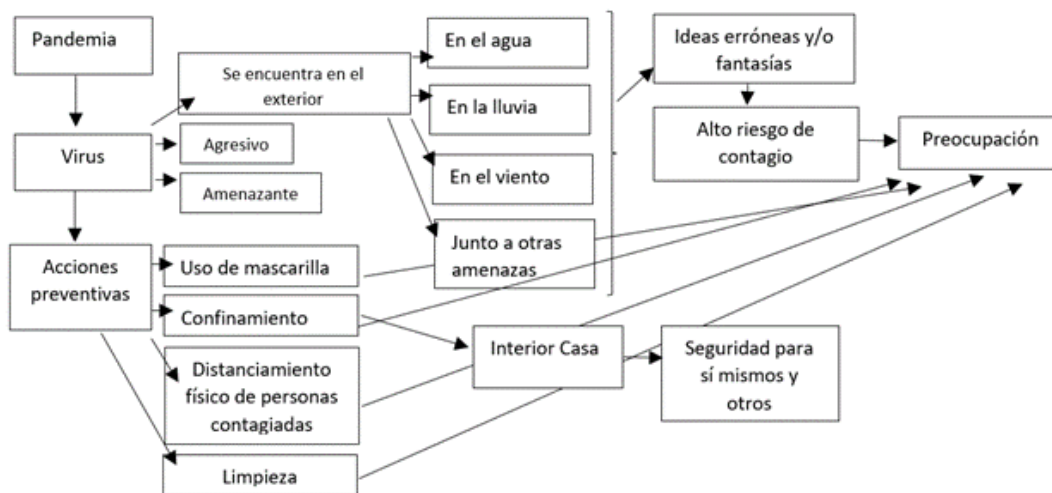 Pandemia
Virus
Acciones
preventivas
Se encuentra en el
exterior
Agresivo
Amenazante
Uso de mascarilla
Confinamiento
Distanciamiento
físico de personas
contagiadas
Limpieza
En el agua
En la lluvia
En el viento
Junto a otras
amenazas
Interior Casa
Ideas erróneas y/o
fantasías
Alto riesgo de
contagio
Seguridad para
sí mismos y
otros
Preocupación